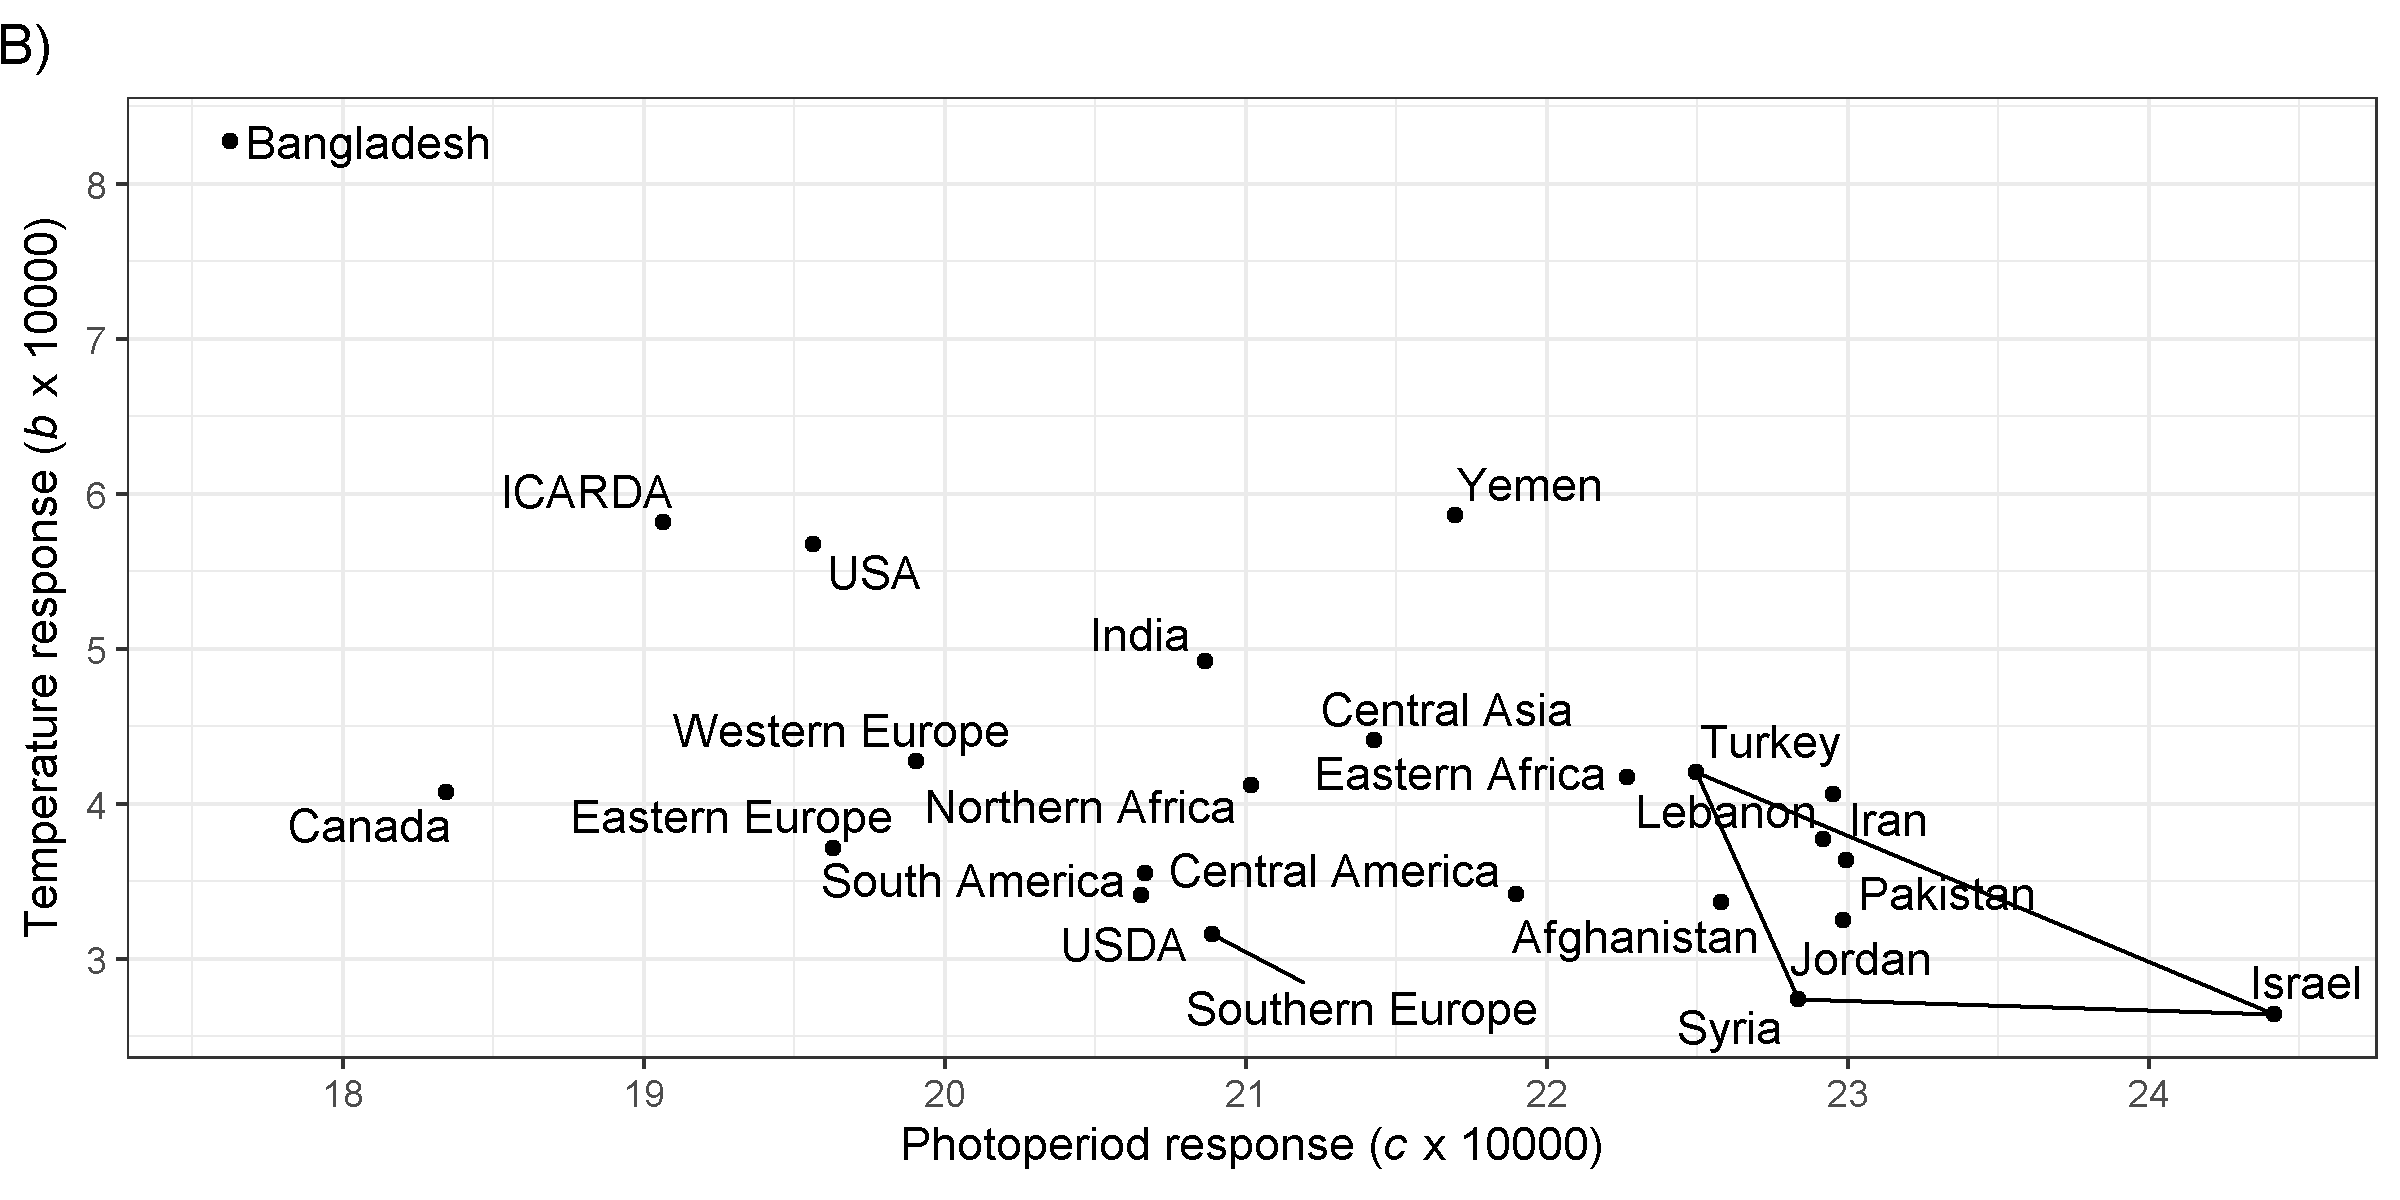 B)
Bangladesh
8
7
ICARDA
Yemen
6
USA
India
5
Central Asia
Western Europe
Turkey
Eastern Africa
4
Northern Africa
Lebanon
Iran
Eastern Europe
Canada
Central America
South America
Pakistan
Afghanistan
USDA
3
Jordan
Israel
Southern Europe
Syria
Temperature response (b x 10000)
18 19 20 21 22 23 24
Photoperiod response (c x 10000)